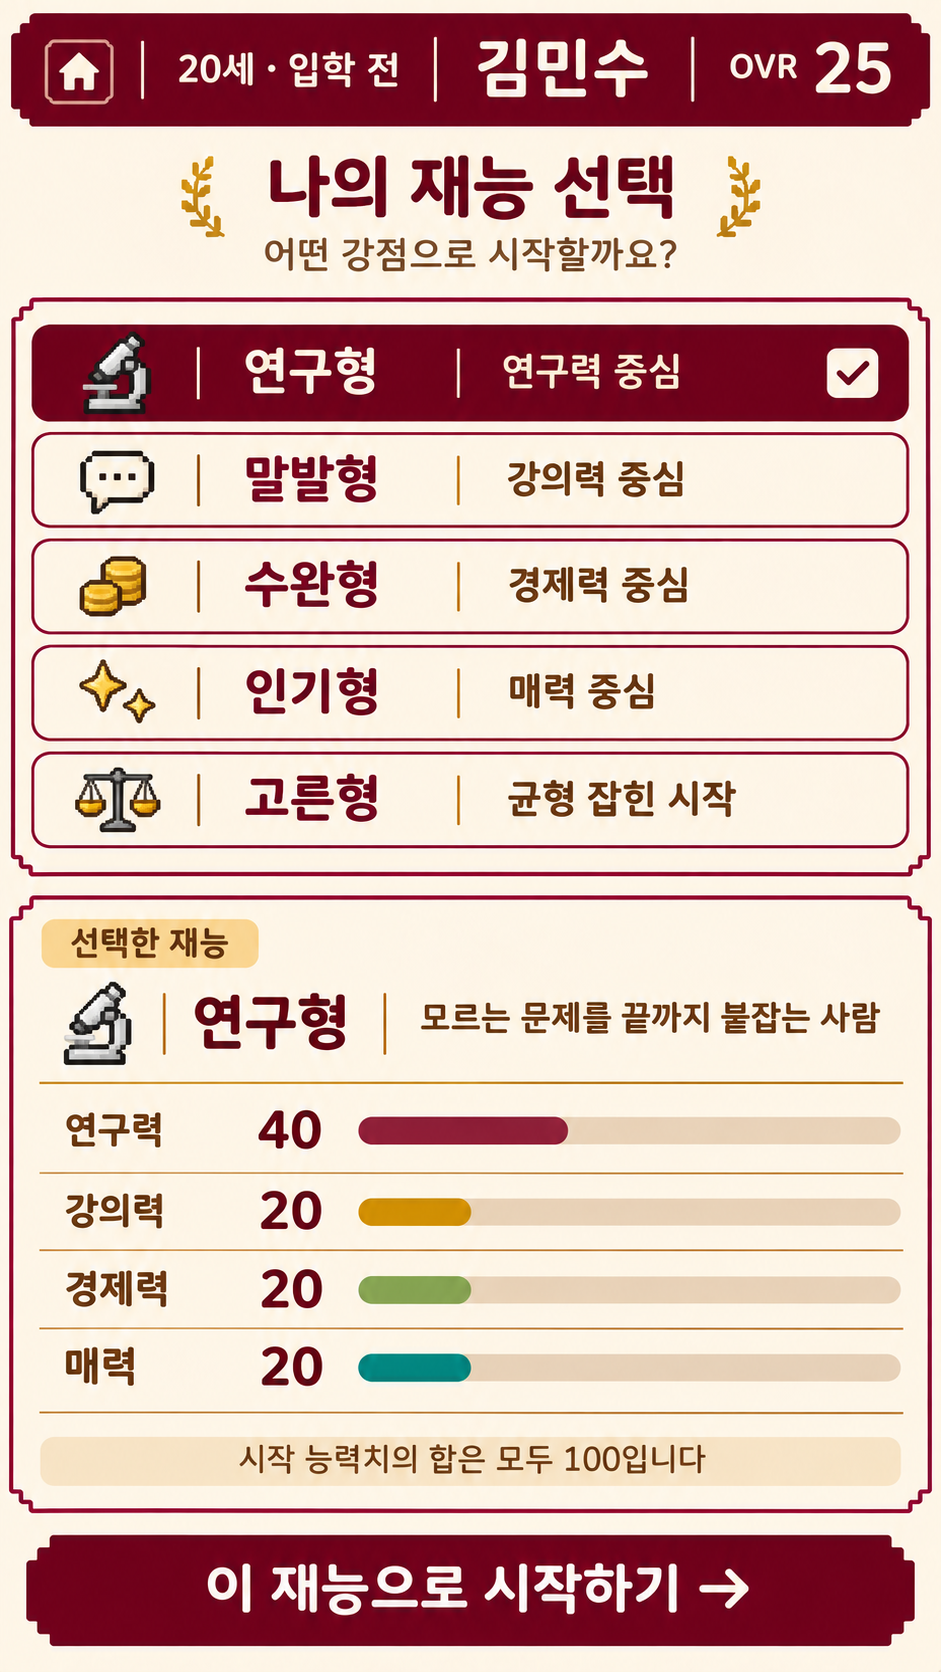 20세 · 입학 전 김민수 OVR 25
나의 재능 선택
어떤 강점으로 시작할까요?
연구형 연구력 중심
말발형 강의력 중심
수완형 경제력 중심
인기형 매력 중심
고른형 균형 잡힌 시작
선택한 재능
연구형 모르는 문제를 끝까지 붙잡는 사람
연구력 40
강의력 20
경제력 20
매력 20
시작 능력치의 합은 모두 100입니다
이 재능으로 시작하기 →